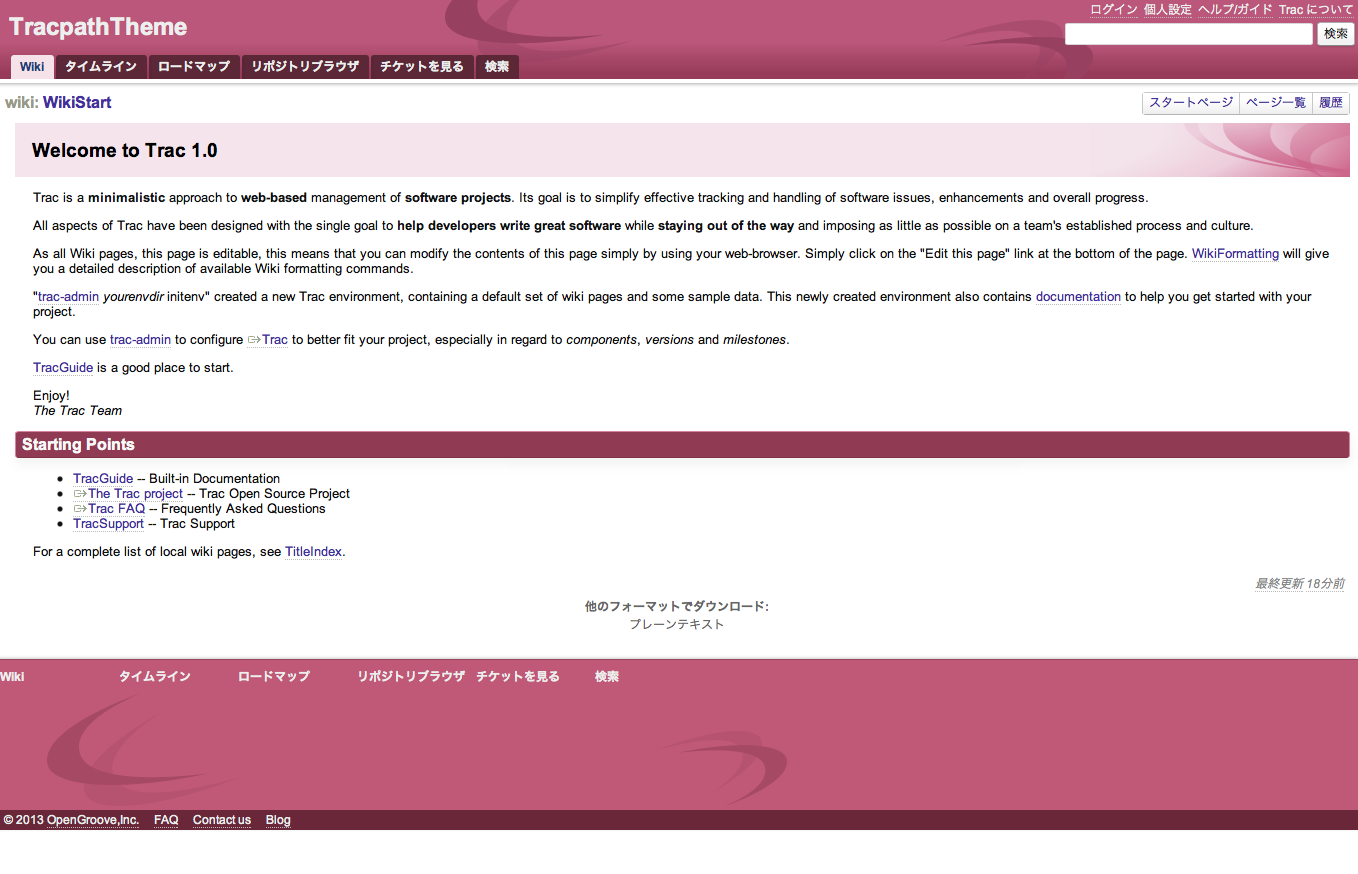 TracpathTheme
ログイン 個人設定 ヘルプ/ガイド Trac について
検索
Wiki タイムライン ロードマップ リポジトリブラウザ チケットを見る 検索
wiki: WikiStart
スタートページ ページ一覧 履歴
Welcome to Trac 1.0
Trac is a minimalistic approach to web-based management of software projects. Its goal is to simplify effective tracking and handling of software issues, enhancements and overall progress.
All aspects of Trac have been designed with the single goal to help developers write great software while staying out of the way and imposing as little as possible on a team's established process and culture.
As all Wiki pages, this page is editable, this means that you can modify the contents of this page simply by using your web-browser. Simply click on the "Edit this page" link at the bottom of the page. WikiFormatting will give
you a detailed description of available Wiki formatting commands.
"trac-admin yourenvdir initenv" created a new Trac environment, containing a default set of wiki pages and some sample data. This newly created environment also contains documentation to help you get started with your
project.
You can use trac-admin to configure Trac to better fit your project, especially in regard to components, versions and milestones.
TracGuide is a good place to start.
Enjoy!
The Trac Team
Starting Points
• TracGuide -- Built-in Documentation
• The Trac project -- Trac Open Source Project
• Trac FAQ -- Frequently Asked Questions
• TracSupport -- Trac Support
For a complete list of local wiki pages, see TitleIndex.
最終更新 18分前
他のフォーマットでダウンロード:
プレーンテキスト
Wiki タイムライン ロードマップ リポジトリブラウザ チケットを見る 検索
© 2013 OpenGroove,Inc. FAQ Contact us Blog